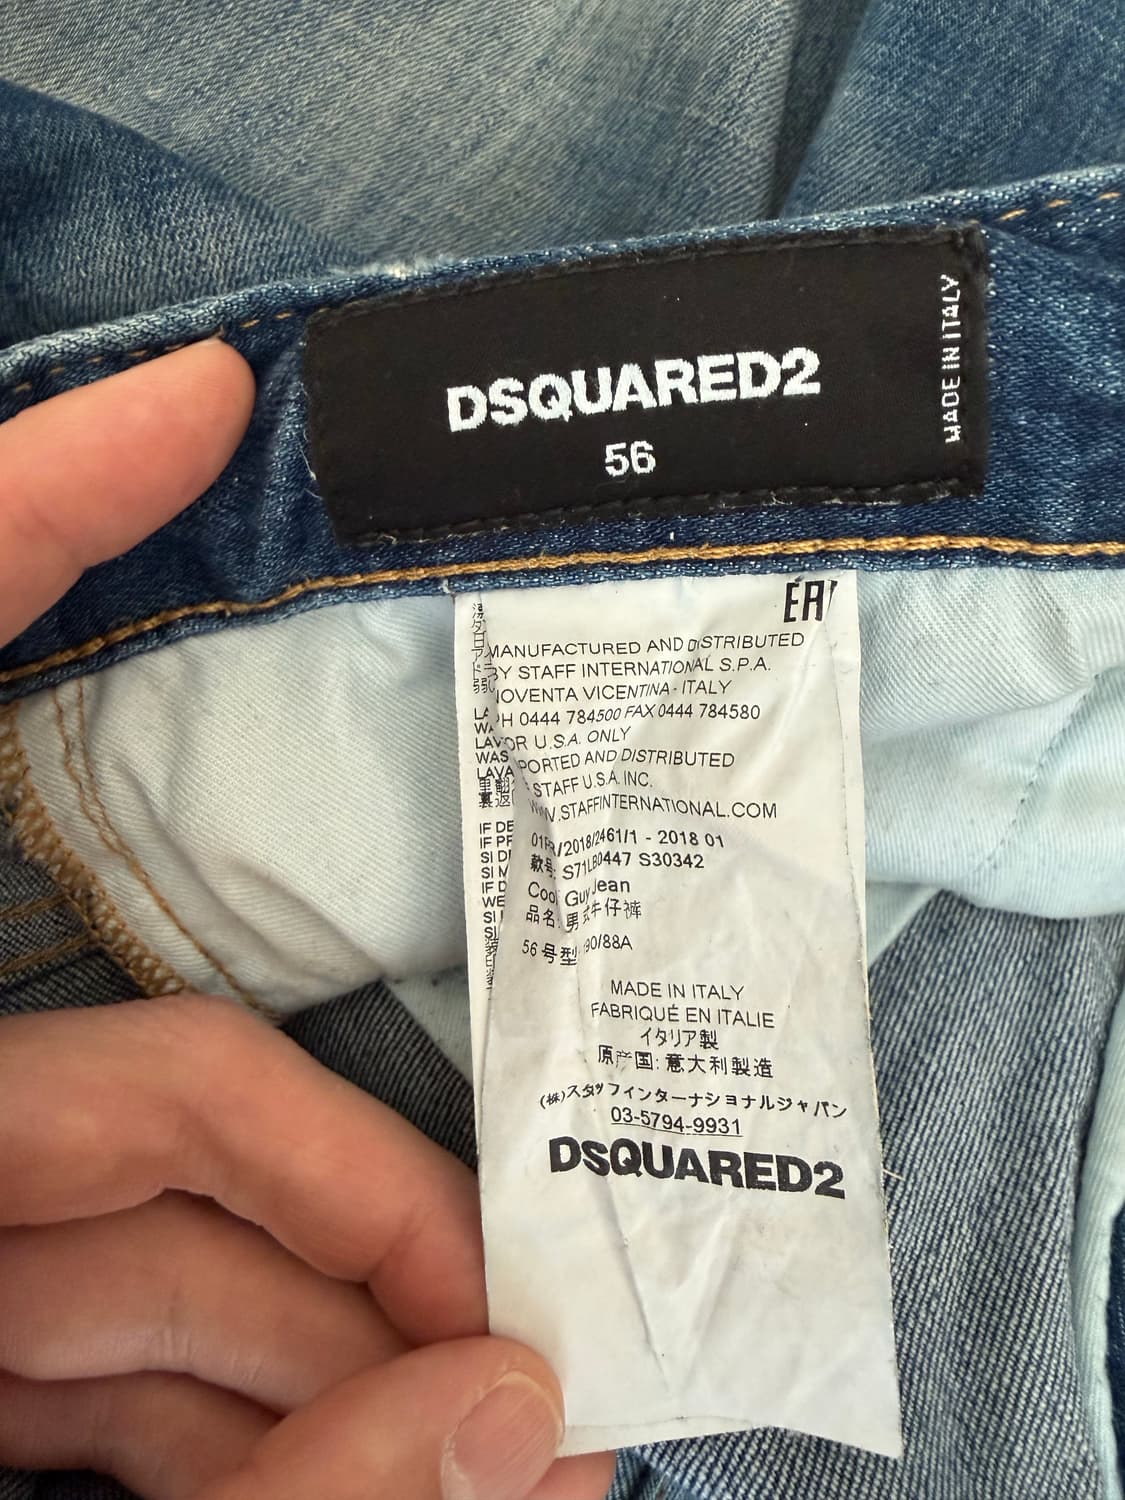 DSQUARED2
56
MADE IN ITALY
MANUFACTURED AND DISTRIBUTED
BY STAFF INTERNATIONAL S.P.A.
NOVENTA VICENTINA - ITALY
PH 0444 784500 FAX 0444 784580
FOR U.S.A. ONLY
IMPORTED AND DISTRIBUTED
STAFF U.S.A. INC.
WWW.STAFFINTERNATIONAL.COM
/2018/2461/1 - 2018 01
款号: S71LB0447 S30342
Cool Guy Jean
品名: 男式牛仔裤
56 号型 190/88A
MADE IN ITALY
FABRIQUÉ EN ITALIE
イタリア製
原产国: 意大利製造
(株)スタッフインターナショナルジャパン
03-5794-9931
DSQUARED2